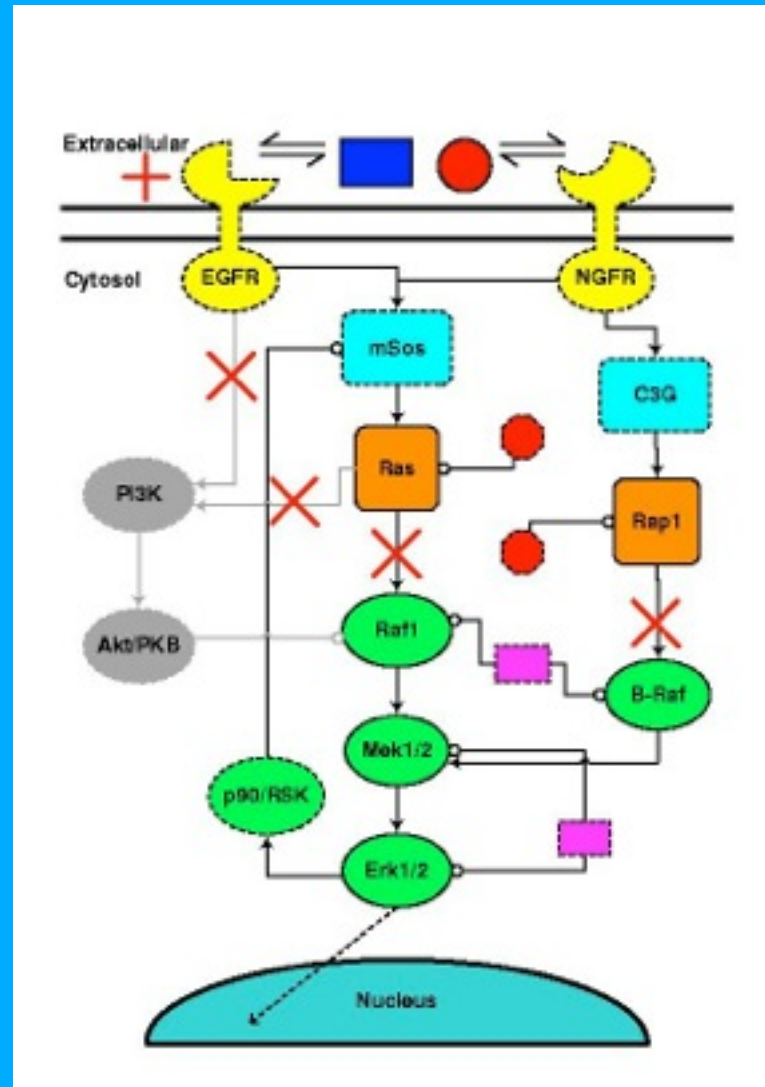 Extracellular
EGFR
NGFR
Cytosol
mSos
C3G
Ras
PI3K
Rap1
Raf1
Akt/PKB
B-Raf
Mek1/2
p90/RSK
Erk1/2
Nucleus